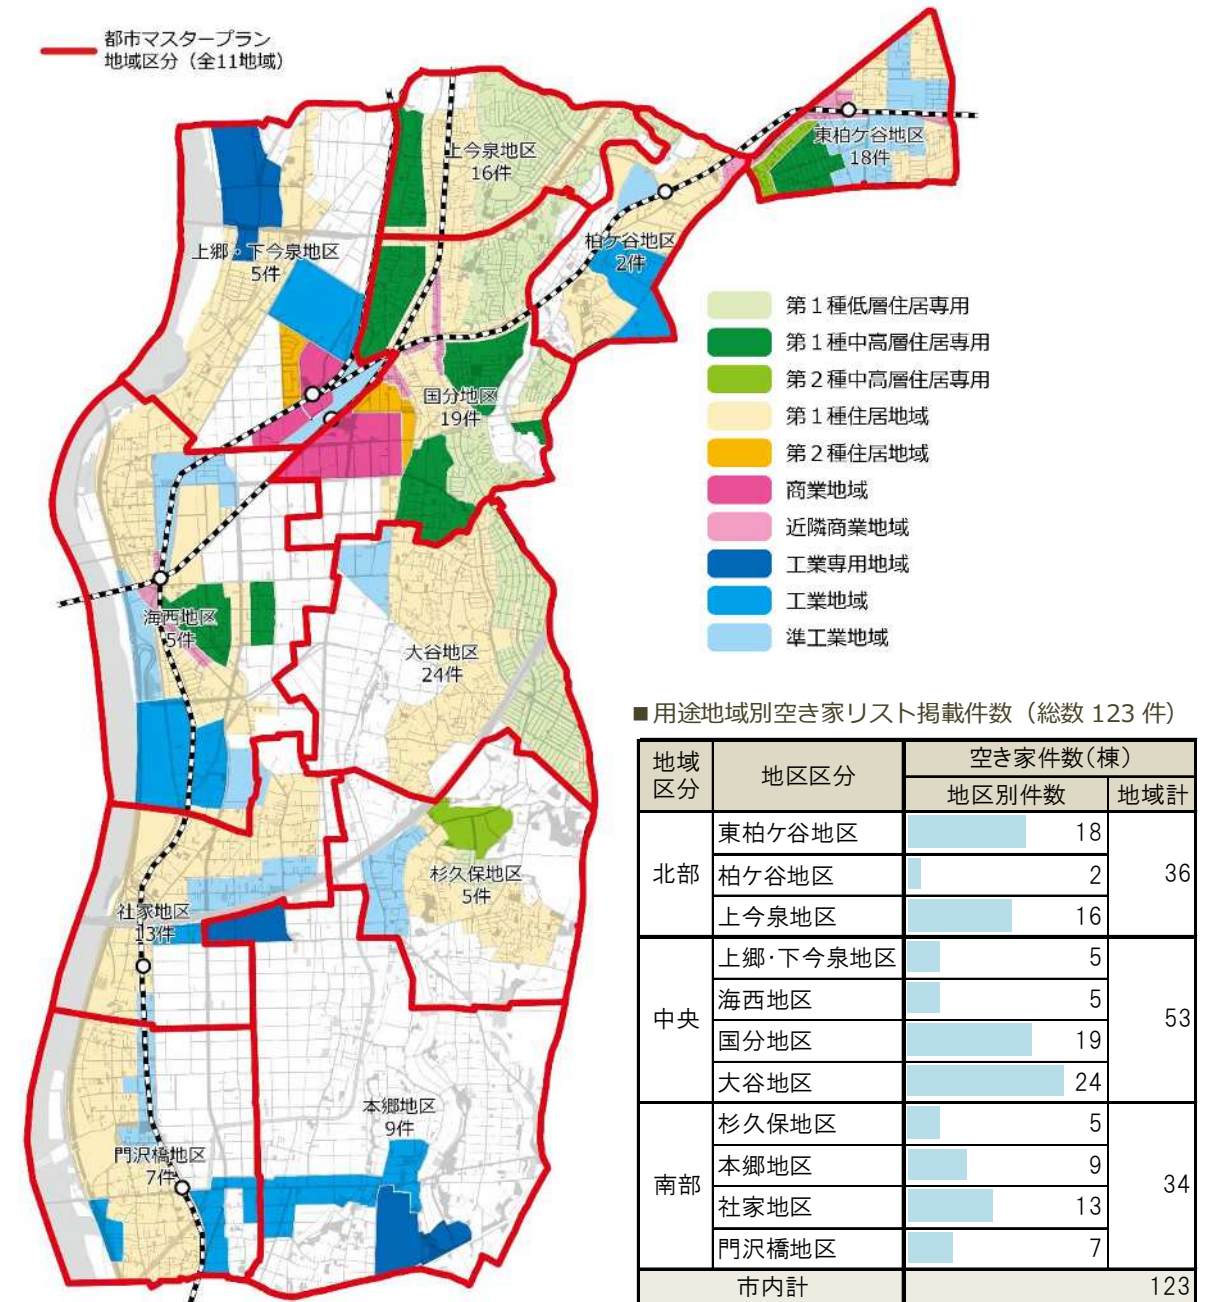 都市マスタープラン
地域区分（全11地域）
東柏ケ谷地区
18件
上今泉地区
16件
柏ケ谷地区
2件
上郷・下今泉地区
5件
国分地区
19件
海西地区
5件
大谷地区
24件
杉久保地区
5件
社家地区
13件
本郷地区
9件
門沢橋地区
7件
第１種低層住居専用
第１種中高層住居専用
第２種中高層住居専用
第１種住居地域
第２種住居地域
商業地域
近隣商業地域
工業専用地域
工業地域
準工業地域
■用途地域別空き家リスト掲載件数（総数 123 件）
地域区分 地区区分 空き家件数(棟)
地区別件数 地域計
北部 東柏ケ谷地区 18 36
柏ケ谷地区 2
上今泉地区 16
中央 上郷・下今泉地区 5 53
海西地区 5
国分地区 19
大谷地区 24
南部 杉久保地区 5 34
本郷地区 9
社家地区 13
門沢橋地区 7
市内計 123